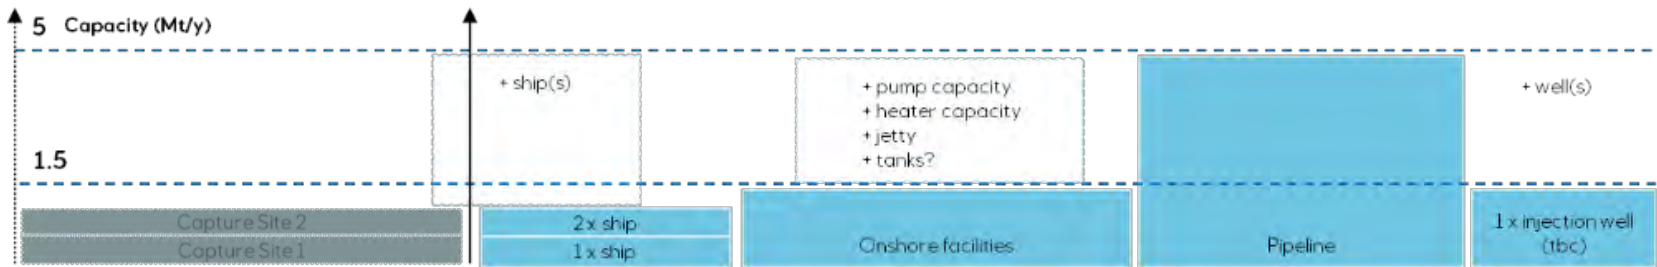 5 Capacity (Mt/y)
+ ship(s)
+ pump capacity
+ heater capacity
+ jetty
+ tanks?
+ well(s)
1.5
Capture Site 2
Capture Site 1
2 x ship
1 x ship
Onshore facilities
Pipeline
1 x injection well
(tbc)